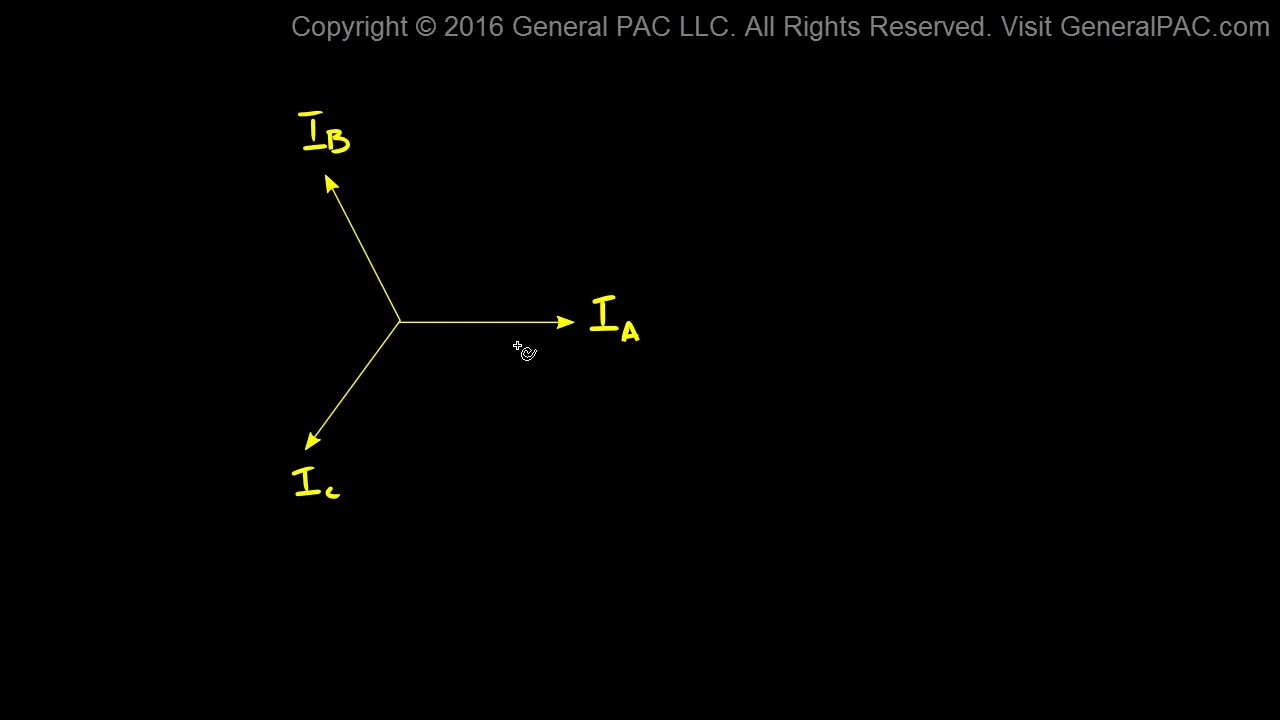 Copyright © 2016 General PAC LLC. All Rights Reserved. Visit GeneralPAC.com
IB
IA
Ic